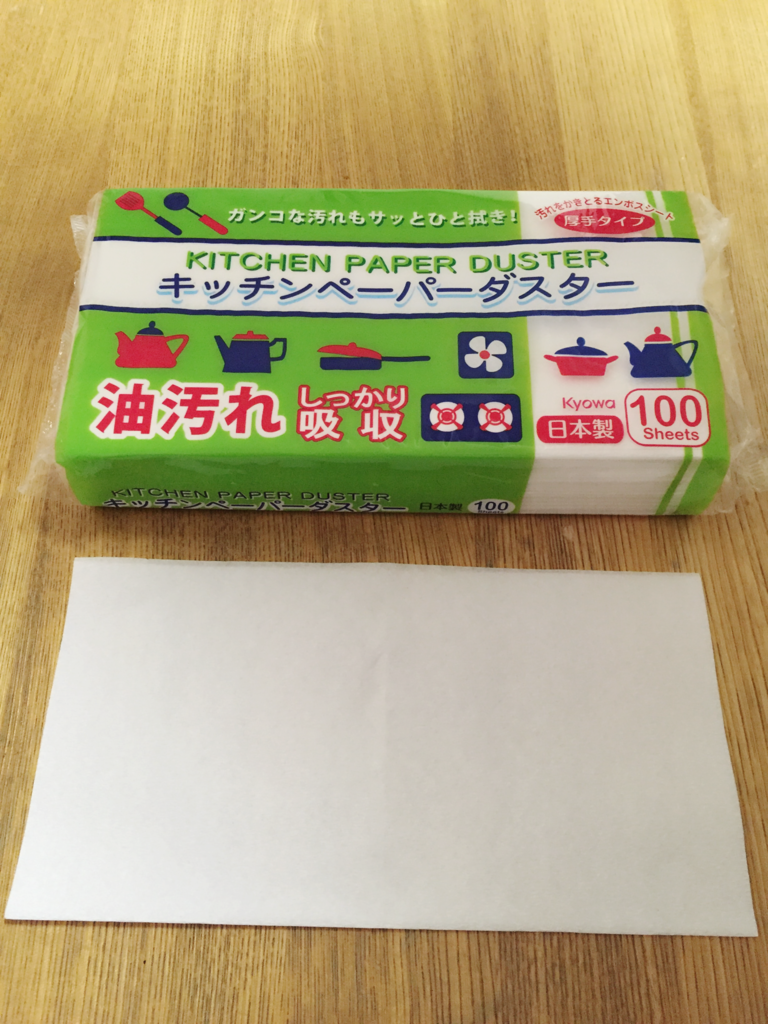 ガンコな汚れもサッとひと拭き!
汚れをかきとるエンボスシート
厚手タイプ
KITCHEN PAPER DUSTER
キッチンペーパーダスター
油汚れ
しっかり
吸収
Kyowa
日本製
100
Sheets
KITCHEN PAPER DUSTER
キッチンペーパーダスター
日本製
100
Sheets